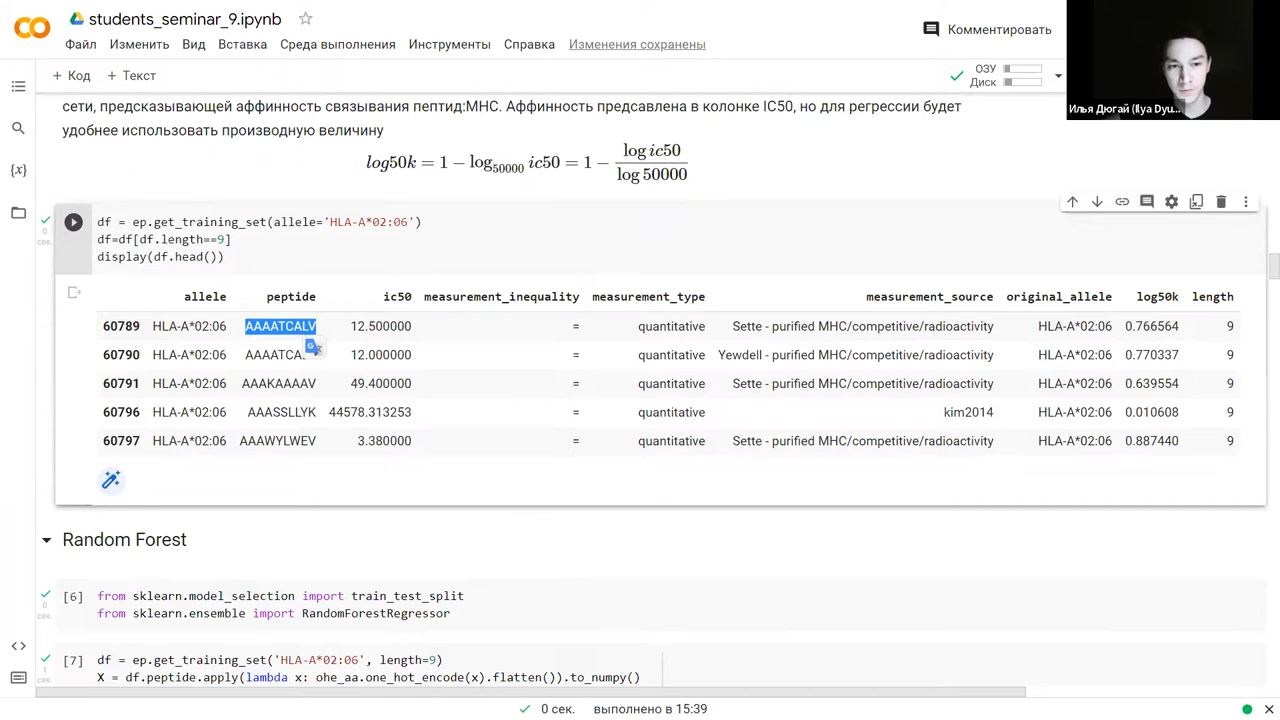 students_seminar_9.ipynb
Файл Изменить Вид Вставка Среда выполнения Инструменты Справка Изменения сохранены
Комментировать
+ Код + Текст
ОЗУ
Диск
Илья Дюгай (Ilya Dyu...
сети, предсказывающей аффинность связывания пептид:MHC. Аффинность предсавлена в колонке IC50, но для регрессии будет
удобнее использовать производную величину
log50k = 1 − log₅₀₀₀₀ ic50 = 1 − log ic50 / log 50000
df = ep.get_training_set(allele='HLA-A*02:06')
df=df[df.length==9]
display(df.head())
0
сек.
allele peptide ic50 measurement_inequality measurement_type measurement_source original_allele log50k length
60789 HLA-A*02:06 AAAATCALV 12.500000 = quantitative Sette - purified MHC/competitive/radioactivity HLA-A*02:06 0.766564 9
60790 HLA-A*02:06 AAAATCA 12.000000 = quantitative Yewdell - purified MHC/competitive/radioactivity HLA-A*02:06 0.770337 9
60791 HLA-A*02:06 AAAKAAAAV 49.400000 = quantitative Sette - purified MHC/competitive/radioactivity HLA-A*02:06 0.639554 9
60796 HLA-A*02:06 AAASSLLYK 44578.313253 = quantitative kim2014 HLA-A*02:06 0.010608 9
60797 HLA-A*02:06 AAAWYLWEV 3.380000 = quantitative Sette - purified MHC/competitive/radioactivity HLA-A*02:06 0.887440 9
Random Forest
[6] from sklearn.model_selection import train_test_split
from sklearn.ensemble import RandomForestRegressor
0
сек.
[7] df = ep.get_training_set('HLA-A*02:06', length=9)
X = df.peptide.apply(lambda x: ohe_aa.one_hot_encode(x).flatten()).to_numpy()
1
сек.
0 сек. выполнено в 15:39